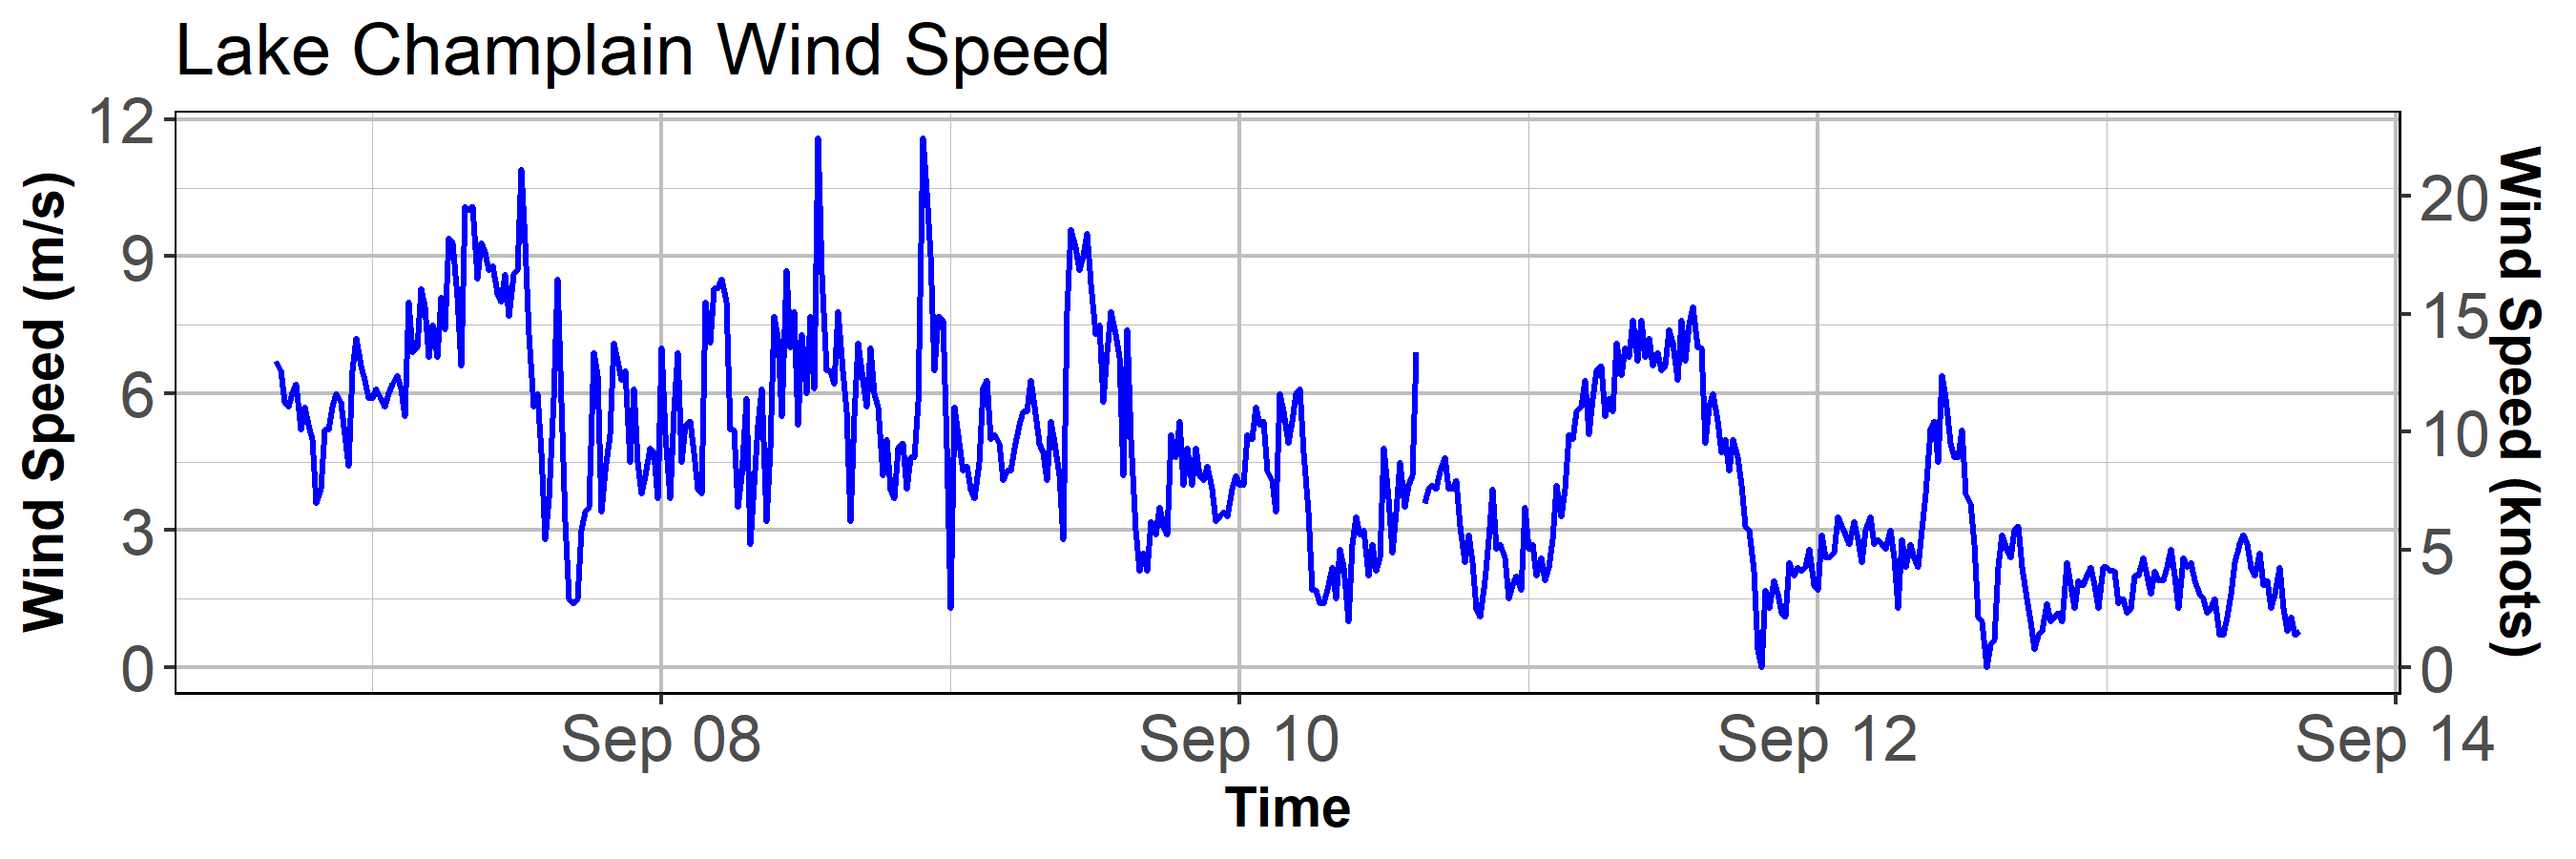 Lake Champlain Wind Speed
Wind Speed (m/s)
12
9
6
3
0
20
15
10
5
0
Wind Speed (knots)
Sep 08
Sep 10
Sep 12
Sep 14
Time